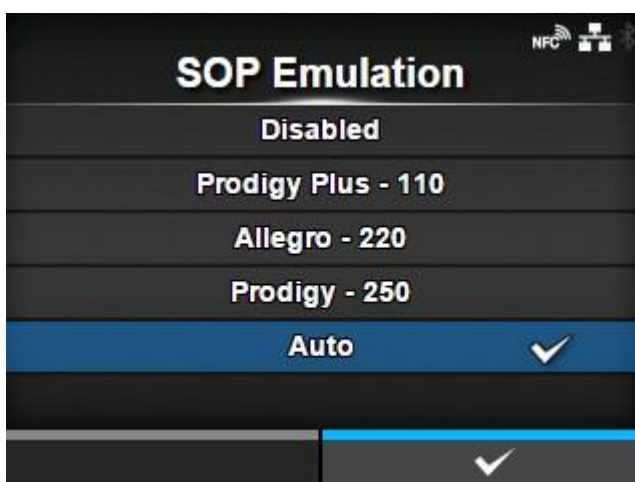 NFC
SOP Emulation
Disabled
Prodigy Plus - 110
Allegro - 220
Prodigy - 250
Auto